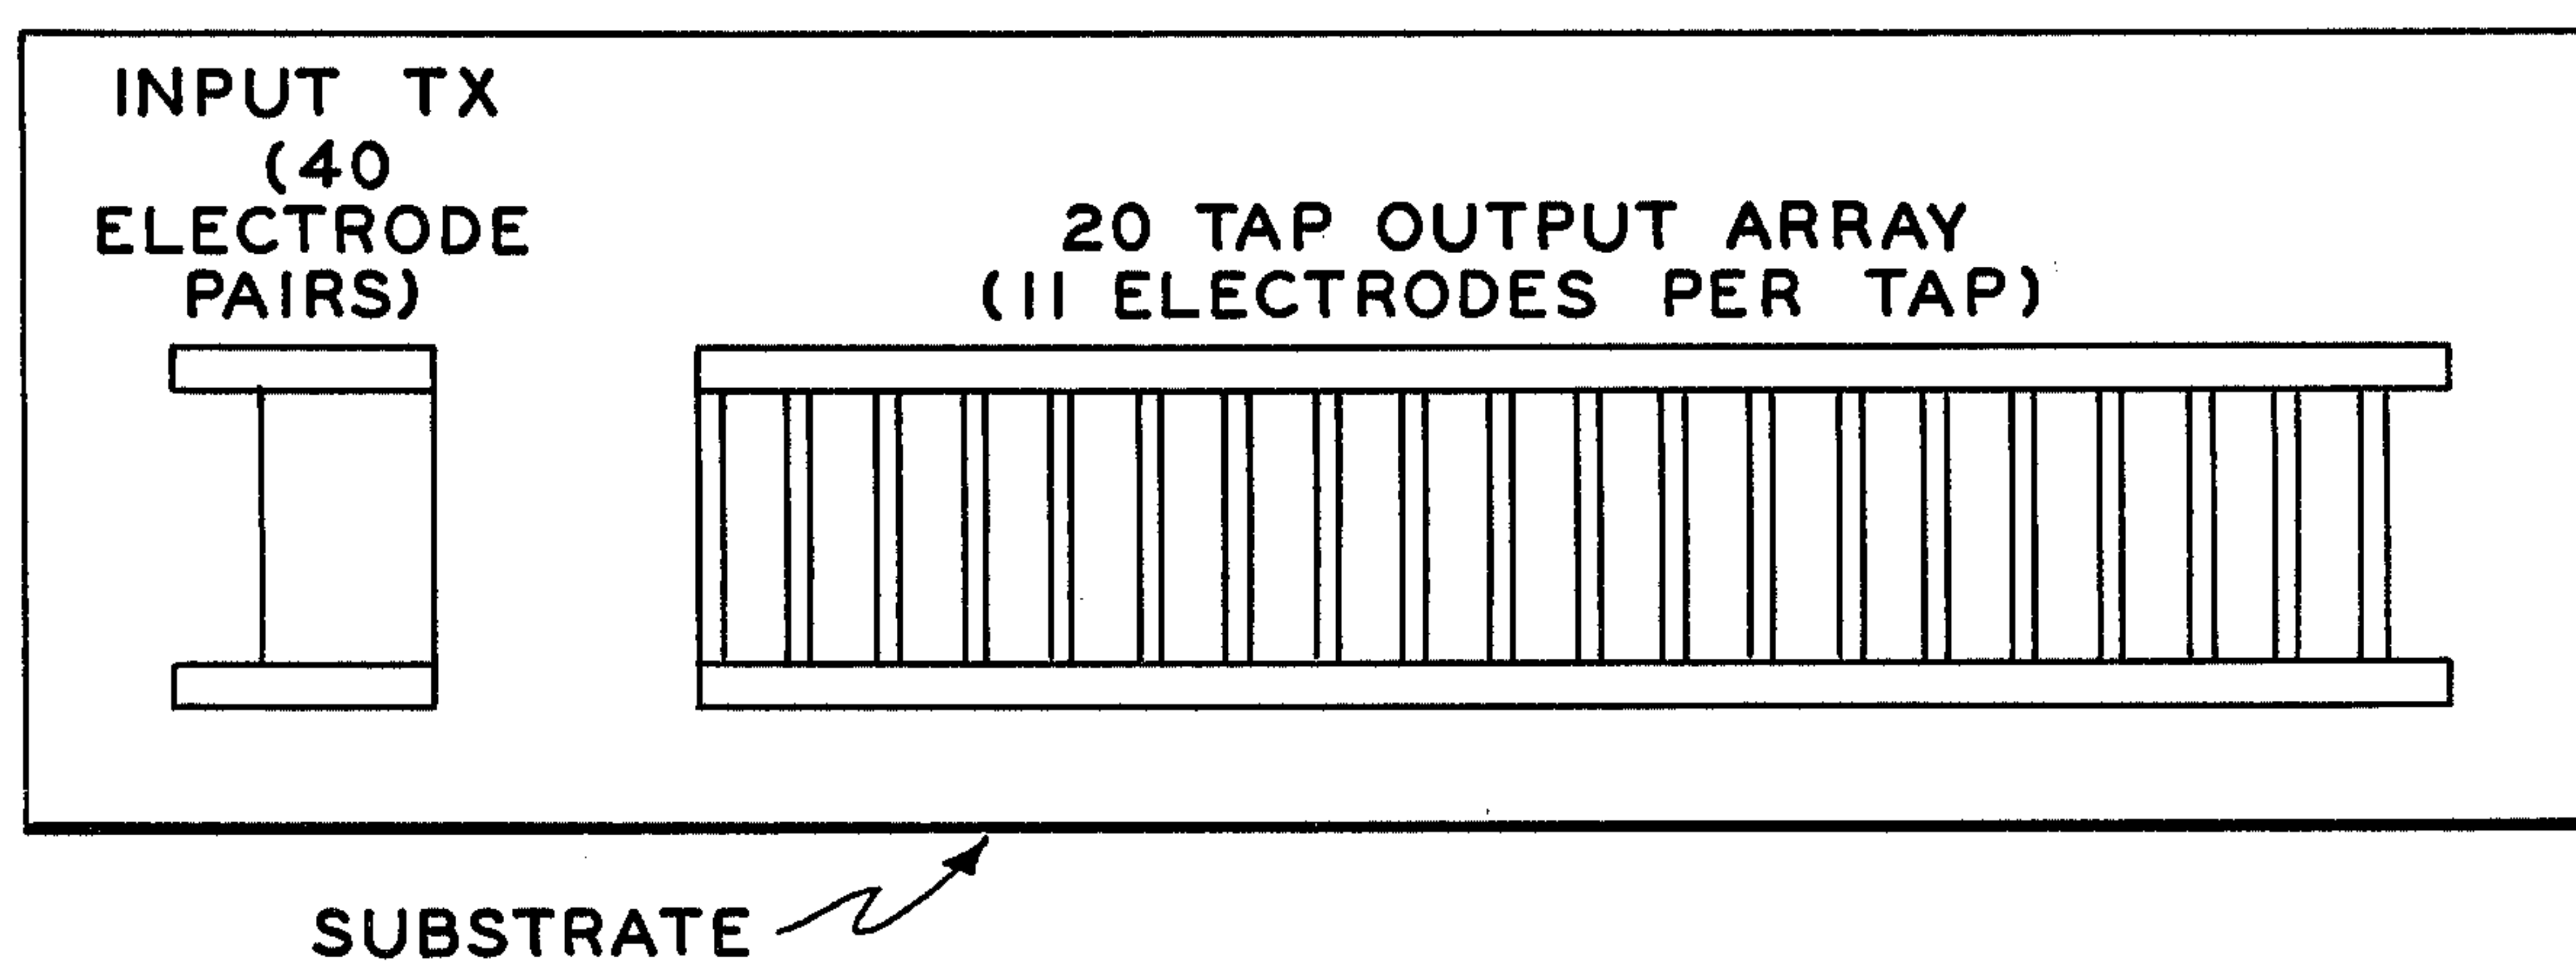 INPUT TX
(40
ELECTRODE
PAIRS)
20 TAP OUTPUT ARRAY
(11 ELECTRODES PER TAP)
SUBSTRATE